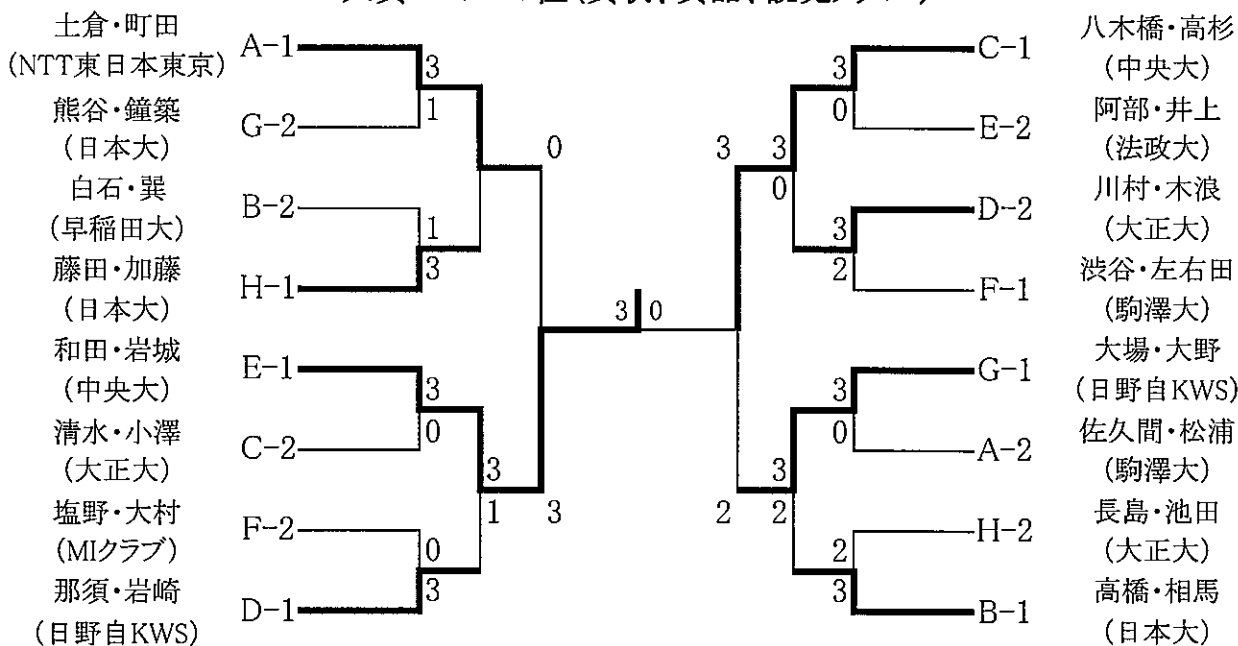 土倉・町田
(NTT東日本東京)
A-1
熊谷・鐘築
(日本大)
G-2
白石・巽
(早稲田大)
B-2
藤田・加藤
(日本大)
H-1
和田・岩城
(中央大)
E-1
清水・小澤
(大正大)
C-2
塩野・大村
(MIクラブ)
F-2
那須・岩崎
(日野自KWS)
D-1
3
1
1
3
3
0
0
3
3
1
0
3
3 0
3
2
3
0
3
2
3
0
3
2
3
0
2
3
C-1
八木橋・高杉
(中央大)
E-2
阿部・井上
(法政大)
D-2
川村・木浪
(大正大)
F-1
渋谷・左右田
(駒澤大)
G-1
大場・大野
(日野自KWS)
A-2
佐久間・松浦
(駒澤大)
H-2
長島・池田
(大正大)
B-1
高橋・相馬
(日本大)